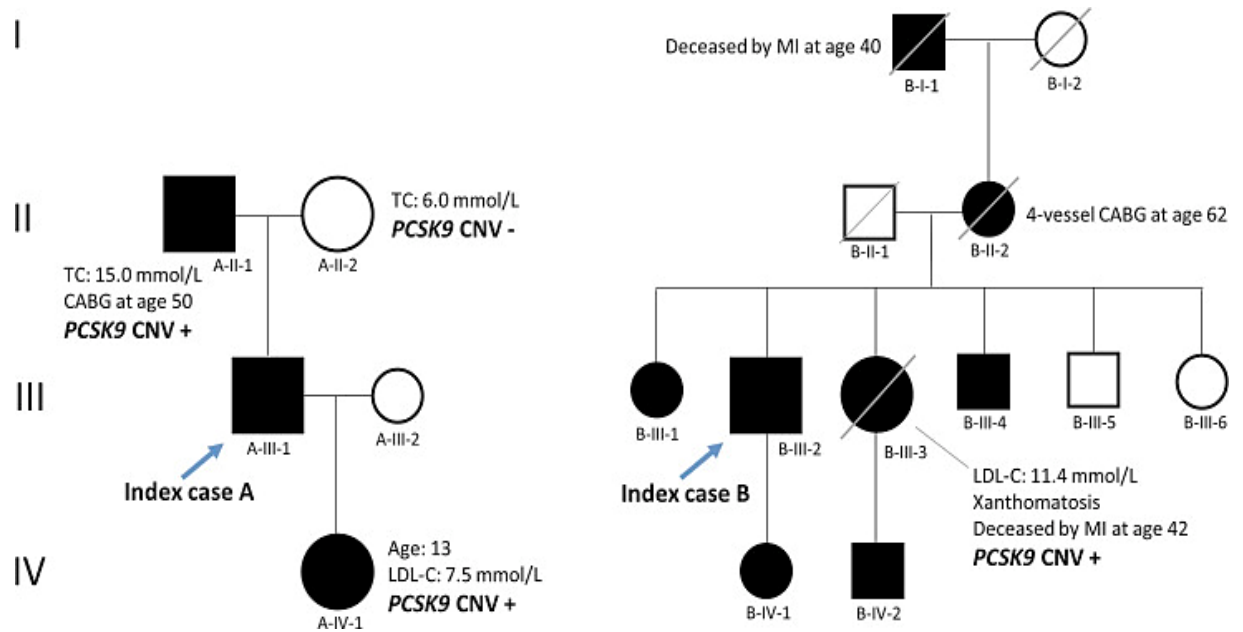 I
Deceased by MI at age 40
B-I-1
B-I-2
II
A-II-1
A-II-2
TC: 6.0 mmol/L
PCSK9 CNV -
TC: 15.0 mmol/L
CABG at age 50
PCSK9 CNV +
B-II-1
B-II-2
4-vessel CABG at age 62
III
A-III-1
A-III-2
Index case A
B-III-1
B-III-2
B-III-3
B-III-4
B-III-5
B-III-6
Index case B
LDL-C: 11.4 mmol/L
Xanthomatosis
Deceased by MI at age 42
PCSK9 CNV +
IV
Age: 13
LDL-C: 7.5 mmol/L
PCSK9 CNV +
A-IV-1
B-IV-1
B-IV-2